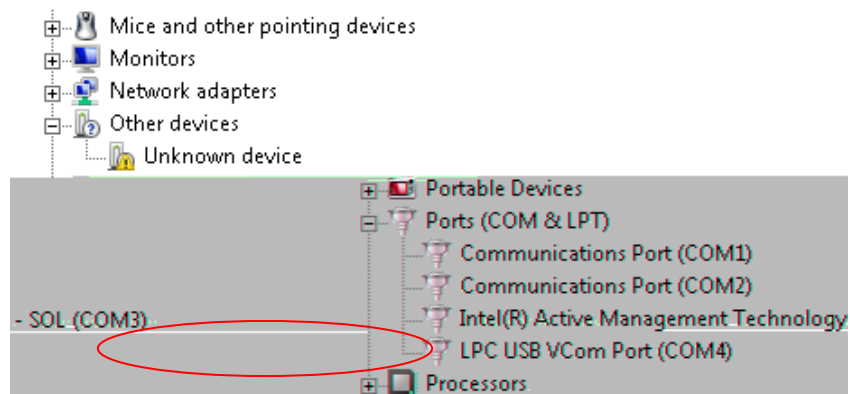 Mice and other pointing devices
Monitors
Network adapters
Other devices
Unknown device
Portable Devices
Ports (COM & LPT)
Communications Port (COM1)
Communications Port (COM2)
- SOL (COM3) Intel(R) Active Management Technology
LPC USB VCom Port (COM4)
Processors